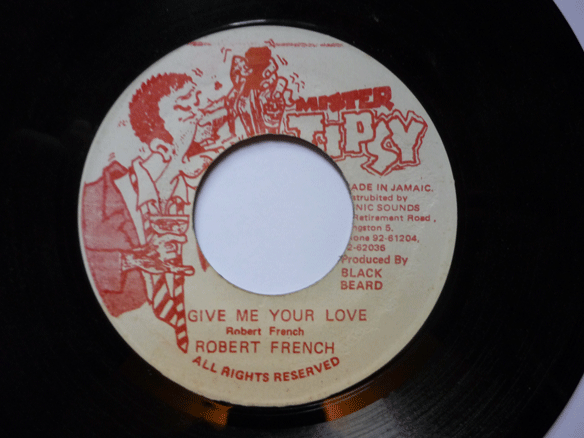 MISTER
TIPSY
ADE IN JAMAIC.
strubited by
NIC SOUNDS
Retirement Road,
ngston 5.
one 92-61204,
2-62036
Produced By
BLACK
BEARD
GIVE ME YOUR LOVE
Robert French
ROBERT FRENCH
ALL RIGHTS RESERVED